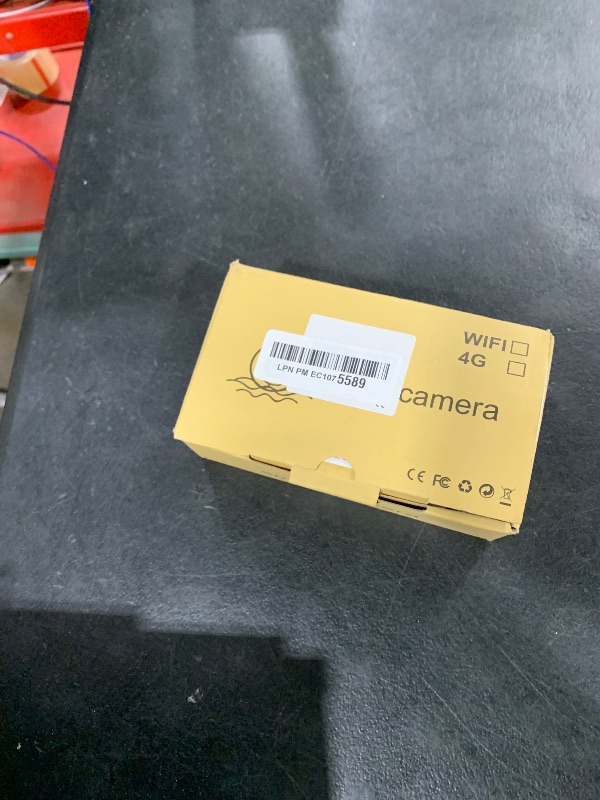 WIFI
4G
LPN PM EC1075589
camera
CE FC